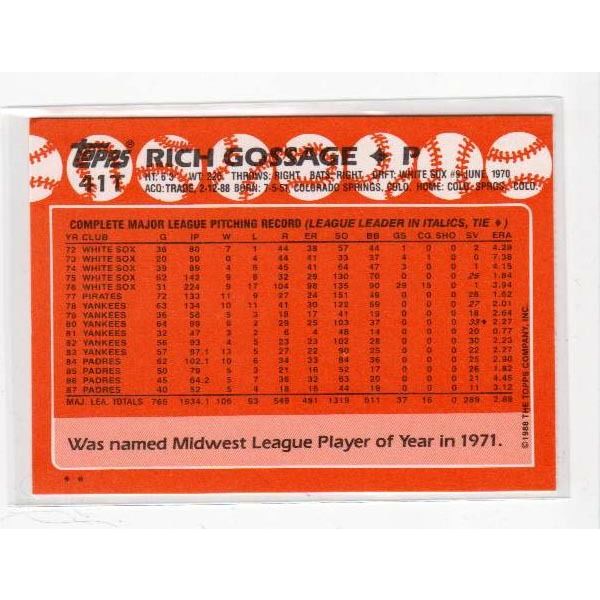 Topps®
41T
RICH GOSSAGE ♦ P
HT: 6'3" WT: 220 THROWS: RIGHT BATS: RIGHT DRFT: WHITE SOX #9-JUNE, 1970
ACQ: TRADE, 2-12-88 BORN: 7-5-51, COLORADO SPRINGS, COLO. HOME: COLO. SPRGS., COLO.
COMPLETE MAJOR LEAGUE PITCHING RECORD (LEAGUE LEADER IN ITALICS, TIE ♦)
YR CLUB G IP W L R ER SO BB GS CG SHO SV ERA
72 WHITE SOX 36 80 7 1 44 38 57 44 1 0 0 2 4.28
73 WHITE SOX 20 50 0 4 44 41 33 37 4 1 0 0 7.38
74 WHITE SOX 39 89 4 6 45 41 64 47 3 0 0 3 4.15
75 WHITE SOX 62 142 9 8 32 29 130 70 0 0 0 26 1.84
76 WHITE SOX 31 224 9 17 104 98 135 90 29 15 0 1 3.94
77 PIRATES 72 133 11 9 27 24 151 49 0 0 0 26 1.62
78 YANKEES 63 134 10 11 41 30 122 59 0 0 0 27 2.01
79 YANKEES 36 58 5 3 18 17 41 19 0 0 0 18 2.64
80 YANKEES 64 99 6 2 29 25 103 37 0 0 0 33♦ 2.27
81 YANKEES 32 47 3 2 6 4 48 14 0 0 0 20 0.77
82 YANKEES 56 93 4 5 23 23 102 28 0 0 0 30 2.23
83 YANKEES 57 97.1 13 5 27 22 90 25 0 0 0 22 2.27
84 PADRES 62 102.1 10 6 34 33 84 36 0 0 0 25 2.90
85 PADRES 50 79 5 3 21 16 52 17 0 0 0 26 1.82
86 PADRES 45 64.2 5 7 36 32 63 20 0 0 0 21 4.45
87 PADRES 40 52 5 4 18 18 44 19 0 0 0 11 3.12
MAJ. LEA. TOTALS 765 1534.1 106 93 549 491 1319 611 37 16 0 289 2.88
Was named Midwest League Player of Year in 1971.
©1988 THE TOPPS COMPANY, INC.